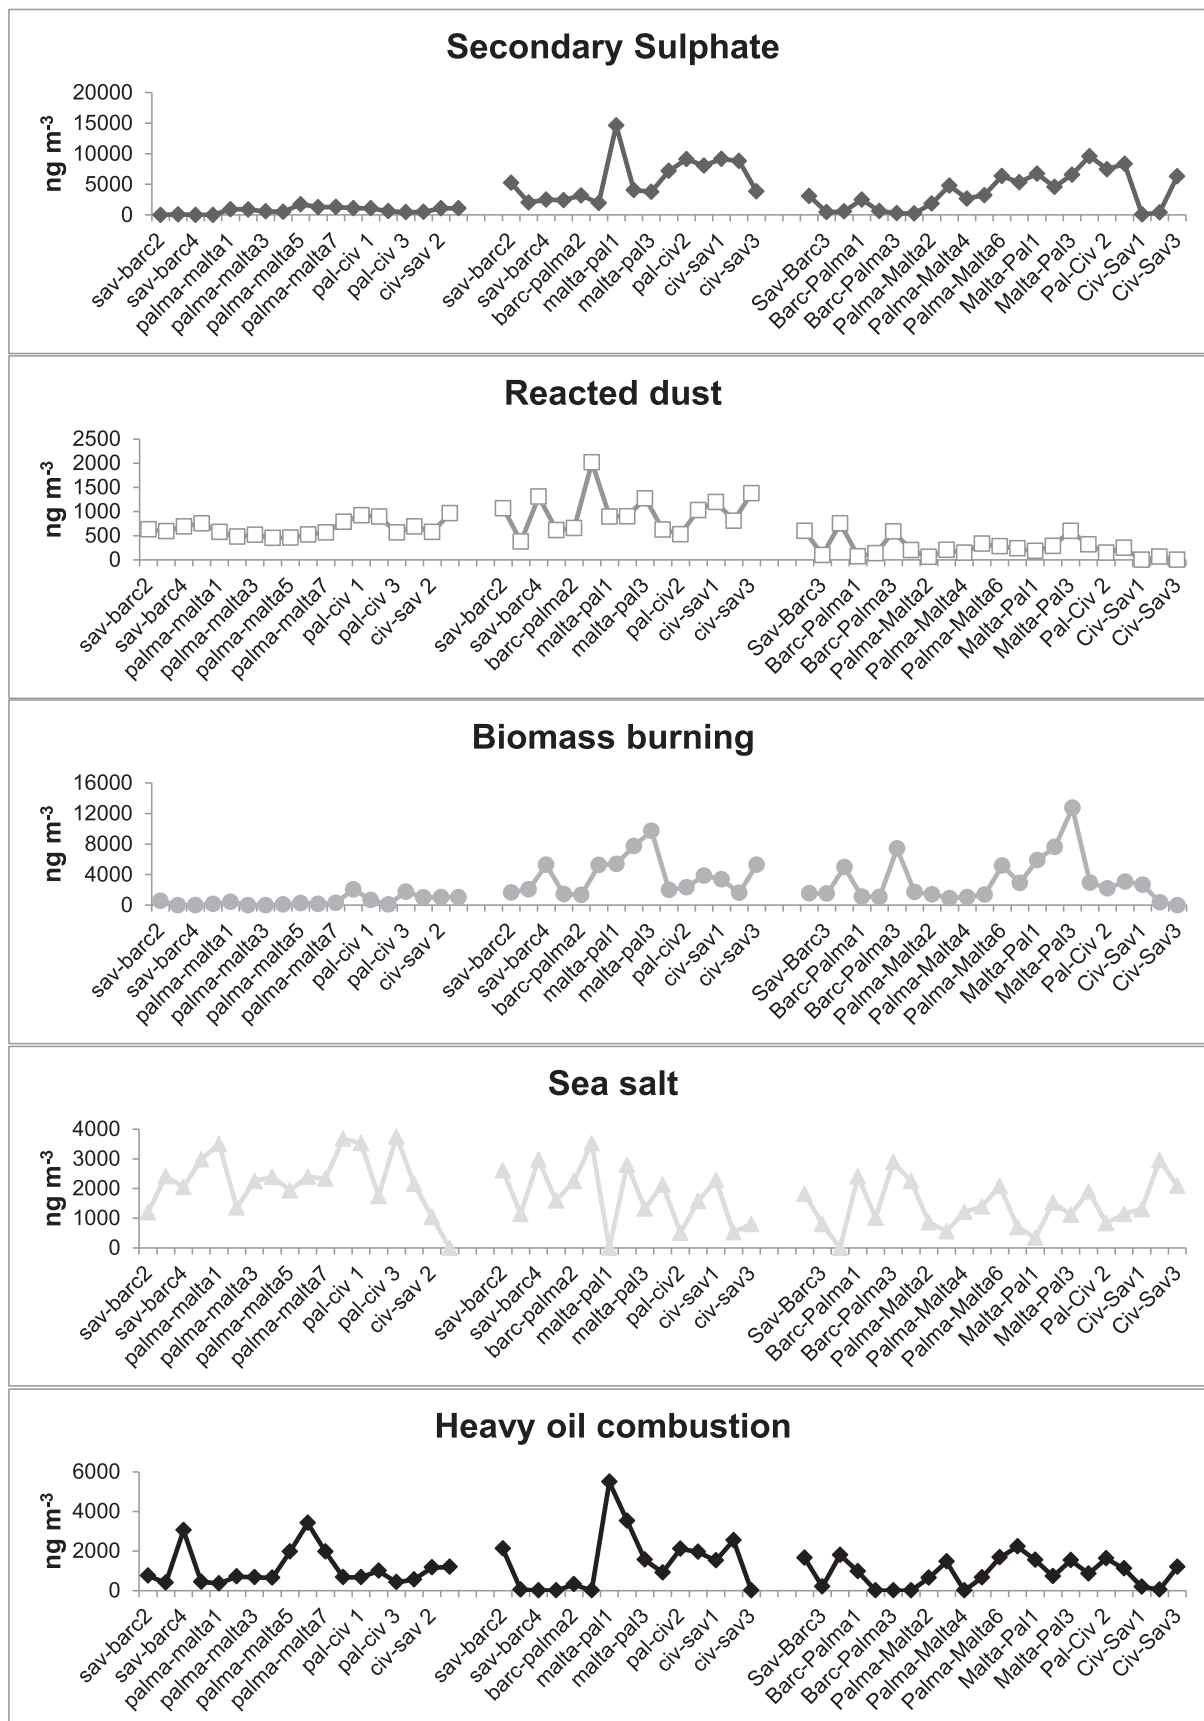 Secondary Sulphate
ng m-3
20000
15000
10000
5000
0
sav-barc2
sav-barc4
palma-malta1
palma-malta3
palma-malta5
palma-malta7
pal-civ 1
pal-civ 3
civ-sav 2
sav-barc2
sav-barc4
barc-palma2
malta-pal1
malta-pal3
pal-civ2
civ-sav1
civ-sav3
Sav-Barc3
Barc-Palma1
Barc-Palma3
Palma-Malta2
Palma-Malta4
Palma-Malta6
Malta-Pal1
Malta-Pal3
Pal-Civ 2
Civ-Sav1
Civ-Sav3
Reacted dust
ng m-3
2500
2000
1500
1000
500
0
sav-barc2
sav-barc4
palma-malta1
palma-malta3
palma-malta5
palma-malta7
pal-civ 1
pal-civ 3
civ-sav 2
sav-barc2
sav-barc4
barc-palma2
malta-pal1
malta-pal3
pal-civ2
civ-sav1
civ-sav3
Sav-Barc3
Barc-Palma1
Barc-Palma3
Palma-Malta2
Palma-Malta4
Palma-Malta6
Malta-Pal1
Malta-Pal3
Pal-Civ 2
Civ-Sav1
Civ-Sav3
Biomass burning
ng m-3
16000
12000
8000
4000
0
sav-barc2
sav-barc4
palma-malta1
palma-malta3
palma-malta5
palma-malta7
pal-civ 1
pal-civ 3
civ-sav 2
sav-barc2
sav-barc4
barc-palma2
malta-pal1
malta-pal3
pal-civ2
civ-sav1
civ-sav3
Sav-Barc3
Barc-Palma1
Barc-Palma3
Palma-Malta2
Palma-Malta4
Palma-Malta6
Malta-Pal1
Malta-Pal3
Pal-Civ 2
Civ-Sav1
Civ-Sav3
Sea salt
ng m-3
4000
3000
2000
1000
0
sav-barc2
sav-barc4
palma-malta1
palma-malta3
palma-malta5
palma-malta7
pal-civ 1
pal-civ 3
civ-sav 2
sav-barc2
sav-barc4
barc-palma2
malta-pal1
malta-pal3
pal-civ2
civ-sav1
civ-sav3
Sav-Barc3
Barc-Palma1
Barc-Palma3
Palma-Malta2
Palma-Malta4
Palma-Malta6
Malta-Pal1
Malta-Pal3
Pal-Civ 2
Civ-Sav1
Civ-Sav3
Heavy oil combustion
ng m-3
6000
4000
2000
0
sav-barc2
sav-barc4
palma-malta1
palma-malta3
palma-malta5
palma-malta7
pal-civ 1
pal-civ 3
civ-sav 2
sav-barc2
sav-barc4
barc-palma2
malta-pal1
malta-pal3
pal-civ2
civ-sav1
civ-sav3
Sav-Barc3
Barc-Palma1
Barc-Palma3
Palma-Malta2
Palma-Malta4
Palma-Malta6
Malta-Pal1
Malta-Pal3
Pal-Civ 2
Civ-Sav1
Civ-Sav3